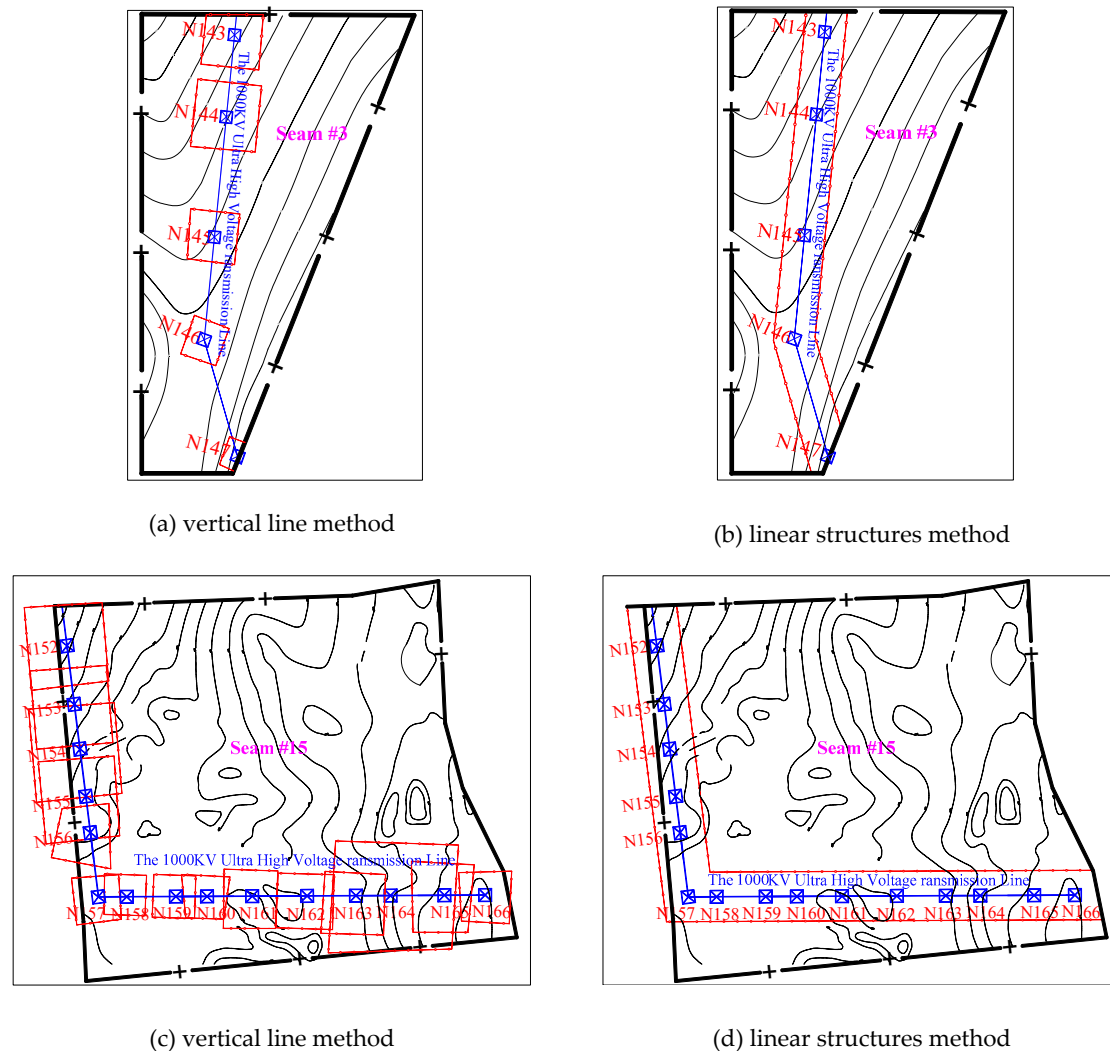 N143
N144
Seam #3
The 1000KV Ultra High Voltage ransmission Line
N145
N146
N147
(a) vertical line method
N143
N144
Seam #3
The 1000KV Ultra High Voltage ransmission Line
N145
N146
N147
(b) linear structures method
N152
N153
N154
Seam #15
N155
N156
The 1000KV Ultra High Voltage ransmission Line
N157 N158 N159 N160 N161 N162 N163 N164 N165 N166
(c) vertical line method
N152
N153
N154
Seam #15
N155
N156
The 1000KV Ultra High Voltage ransmission Line
N157 N158 N159 N160 N161 N162 N163 N164 N165 N166
(d) linear structures method